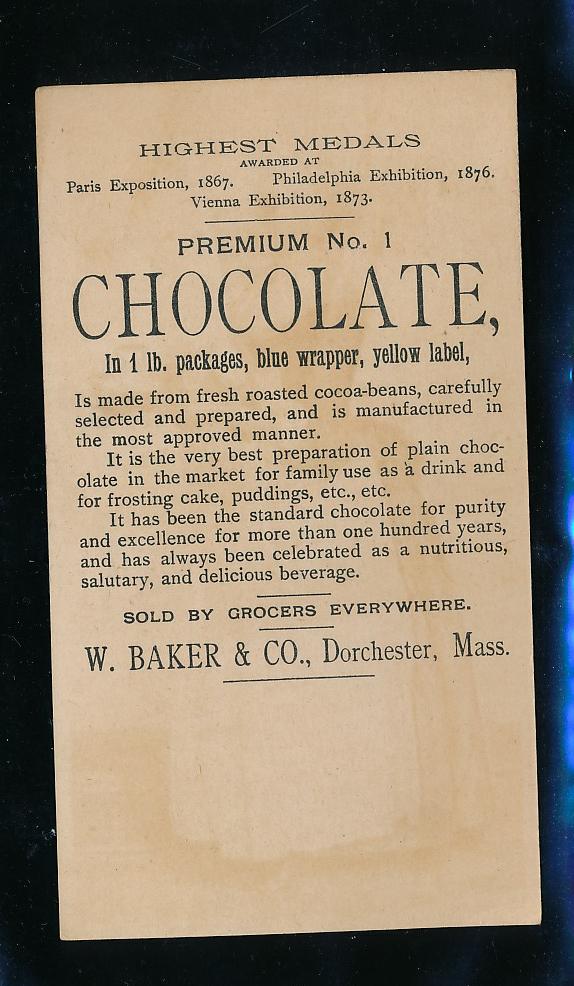 HIGHEST MEDALS
AWARDED AT
Paris Exposition, 1867. Philadelphia Exhibition, 1876.
Vienna Exhibition, 1873.
PREMIUM No. 1
CHOCOLATE,
In 1 lb. packages, blue wrapper, yellow label,
Is made from fresh roasted cocoa-beans, carefully
selected and prepared, and is manufactured in
the most approved manner.
It is the very best preparation of plain choc-
olate in the market for family use as a drink and
for frosting cake, puddings, etc., etc.
It has been the standard chocolate for purity
and excellence for more than one hundred years,
and has always been celebrated as a nutritious,
salutary, and delicious beverage.
SOLD BY GROCERS EVERYWHERE.
W. BAKER & CO., Dorchester, Mass.